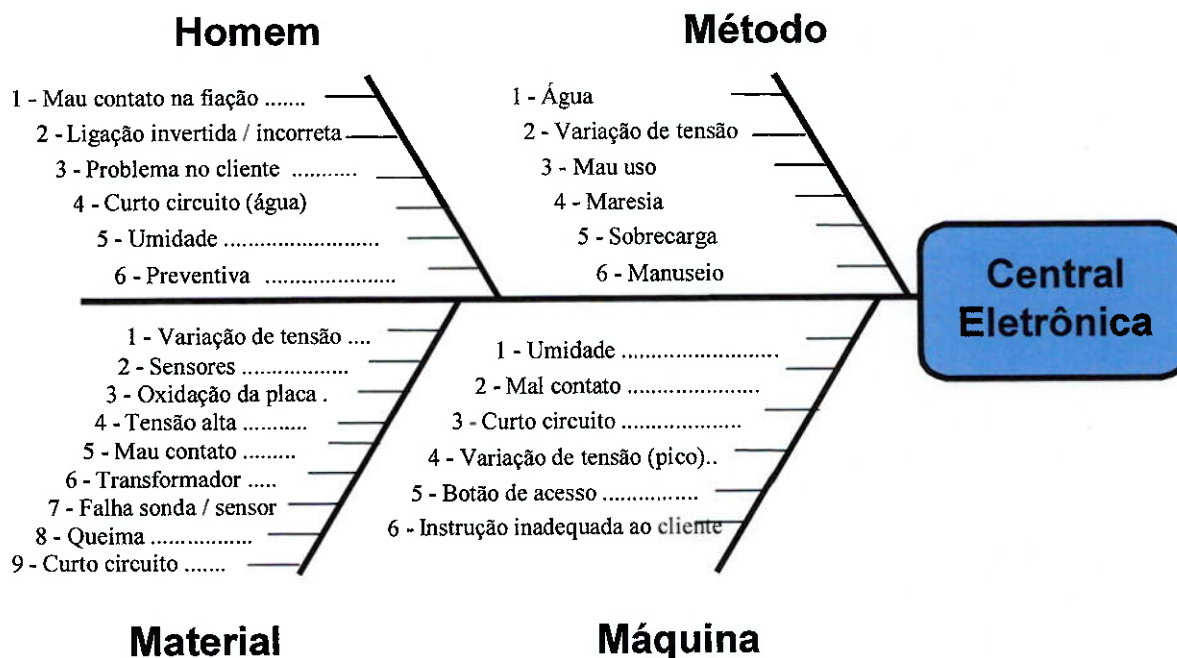 Homem
1 - Mau contato na fiação .......
2 - Ligação invertida / incorreta
3 - Problema no cliente ...........
4 - Curto circuito (água)
5 - Umidade ..........................
6 - Preventiva ......................
Método
1 - Água
2 - Variação de tensão
3 - Mau uso
4 - Maresia
5 - Sobrecarga
6 - Manuseio
Central
Eletrônica
1 - Variação de tensão ....
2 - Sensores ..................
3 - Oxidação da placa .
4 - Tensão alta ...........
5 - Mau contato .........
6 - Transformador .....
7 - Falha sonda / sensor
8 - Queima .................
9 - Curto circuito .......
Material
1 - Umidade ...........................
2 - Mal contato .......................
3 - Curto circuito ....................
4 - Variação de tensão (pico)..
5 - Botão de acesso ................
6 - Instrução inadequada ao cliente
Máquina